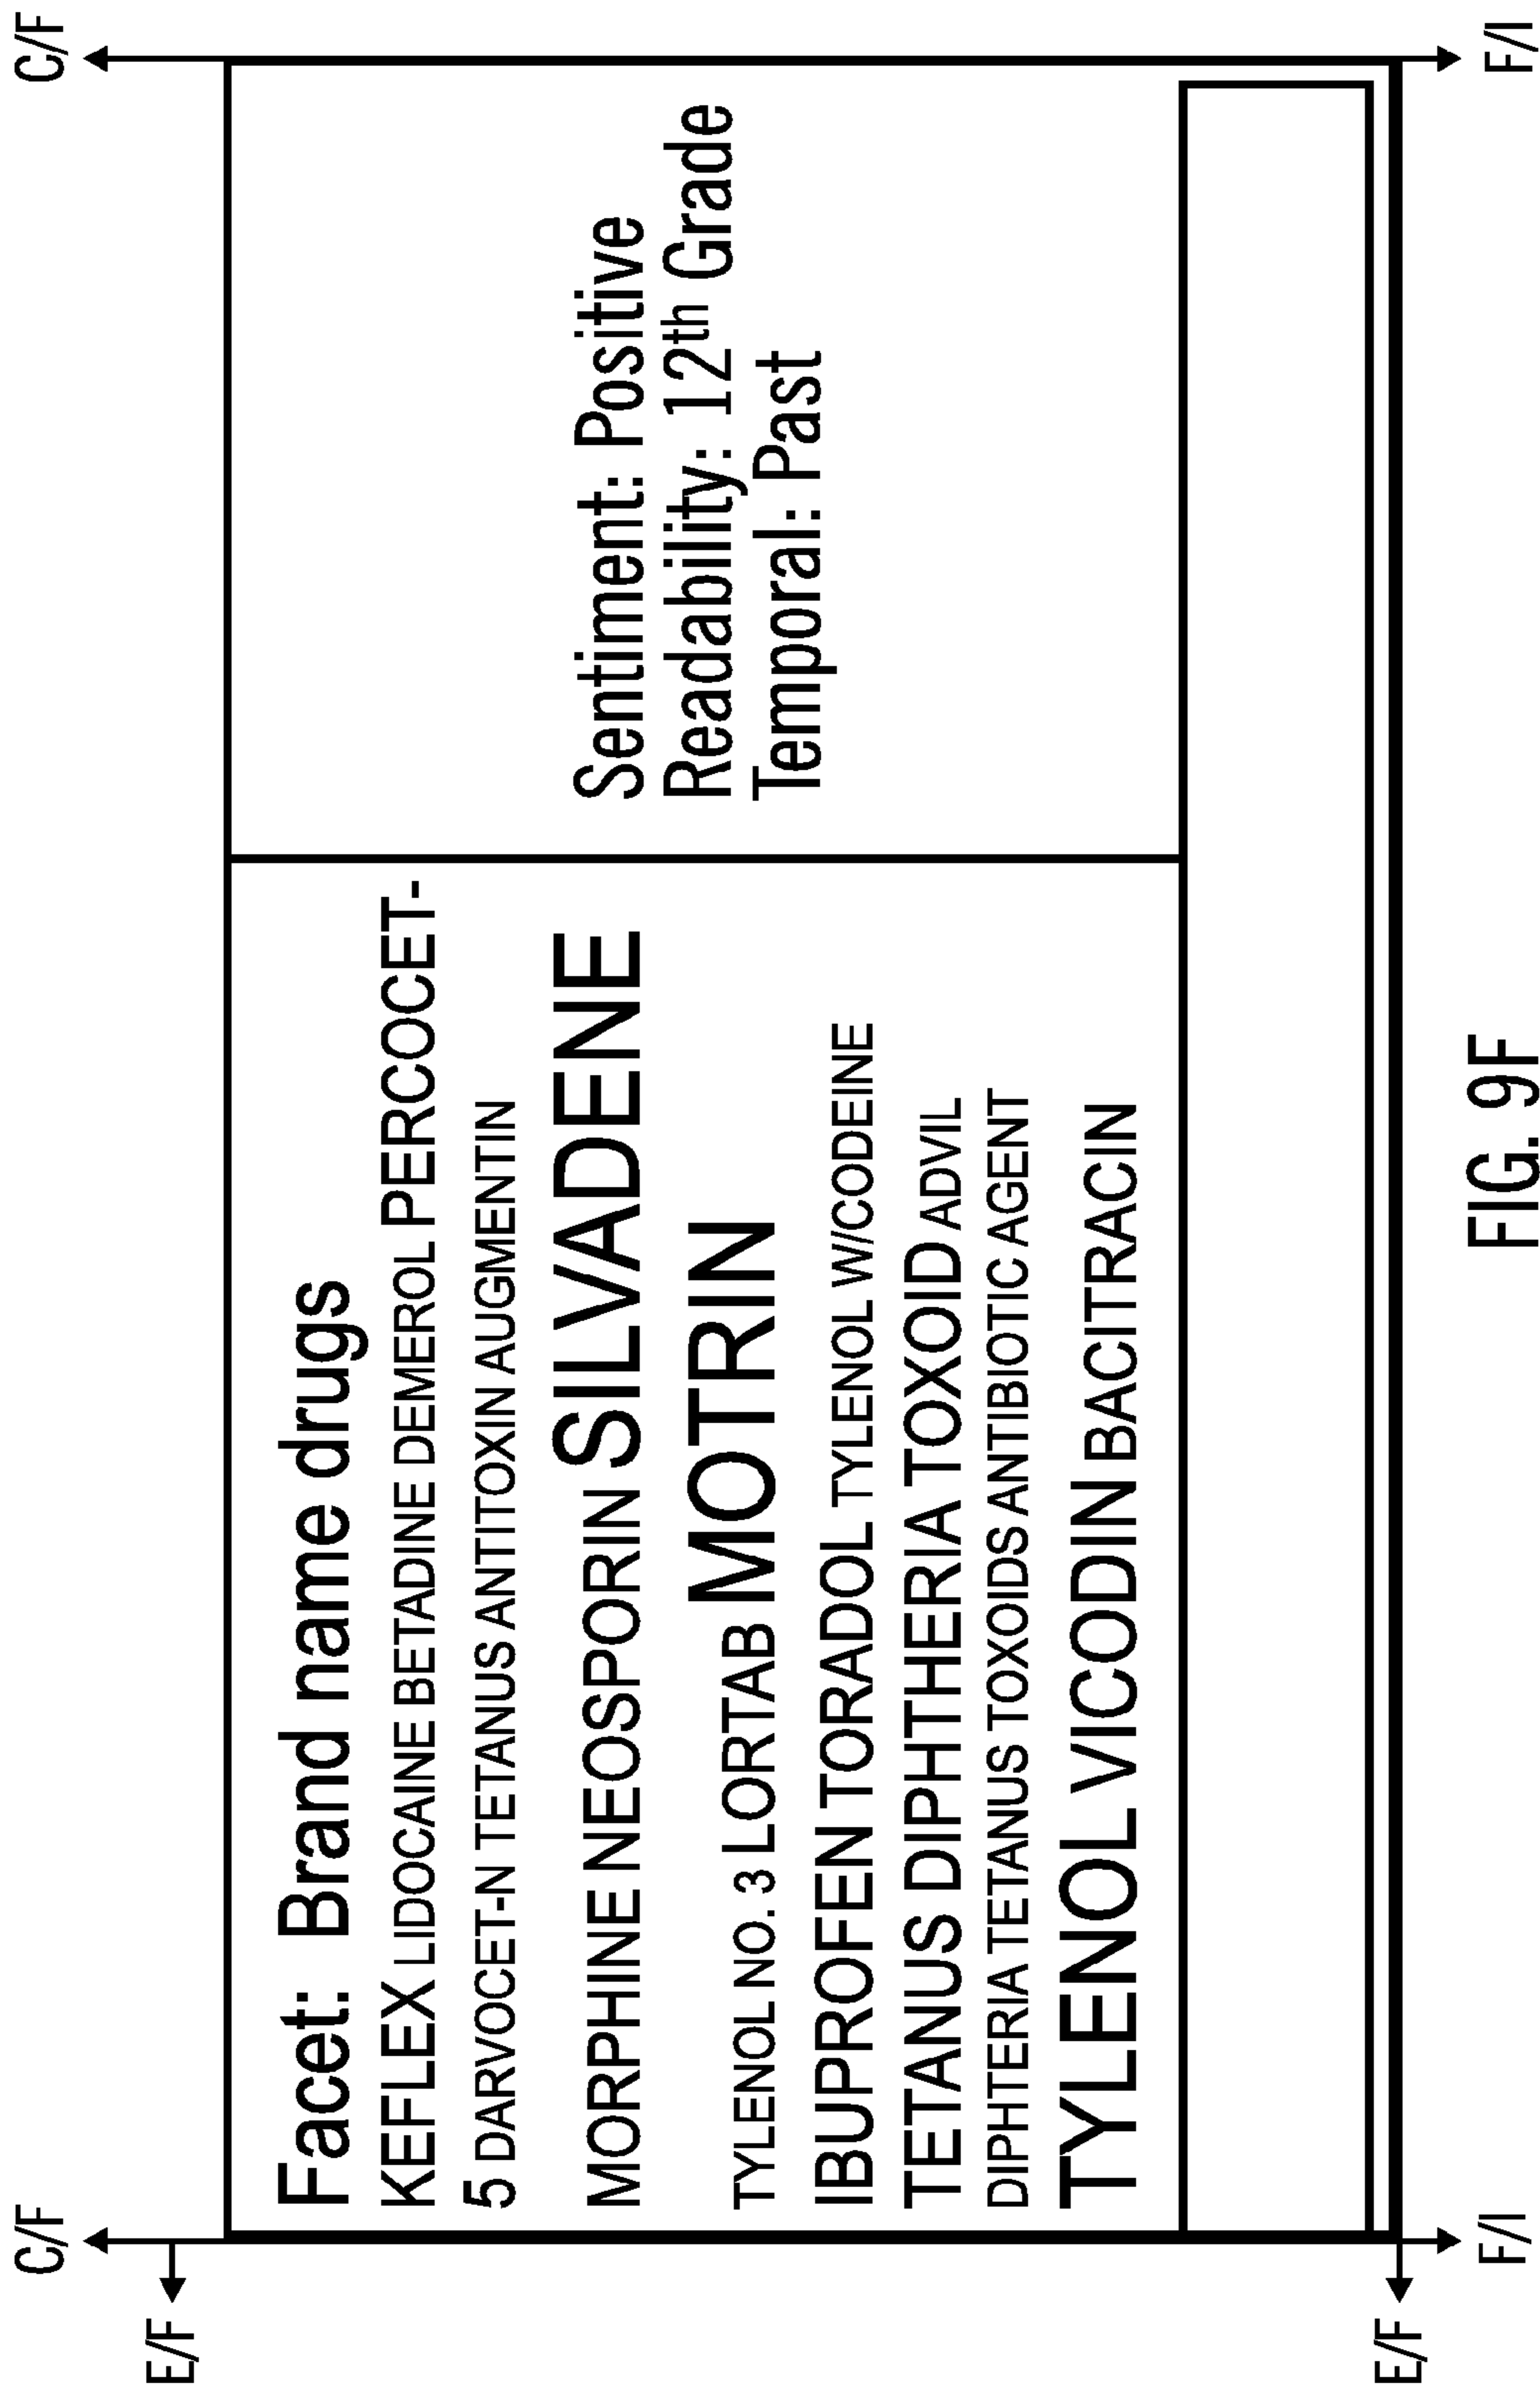 C/F
C/F
E/F
Facet: Brand name drugs
KEFLEX LIDOCAINE BETADINE DEMEROL PERCOCET-
5 DARVOCET-N TETANUS ANTITOXIN AUGMENTIN
MORPHINE NEOSPORIN SILVADENE
TYLENOL NO. 3 LORTAB MOTRIN
IBUPROFEN TORADOL TYLENOL W/CODEINE
TETANUS DIPHTHERIA TOXOID ADVIL
DIPHTERIA TETANUS TOXOIDS ANTIBIOTIC AGENT
TYLENOL VICODIN BACITRACIN
Sentiment: Positive
Readability: 12th Grade
Temporal: Past
E/F
F/I
F/I
FIG. 9F